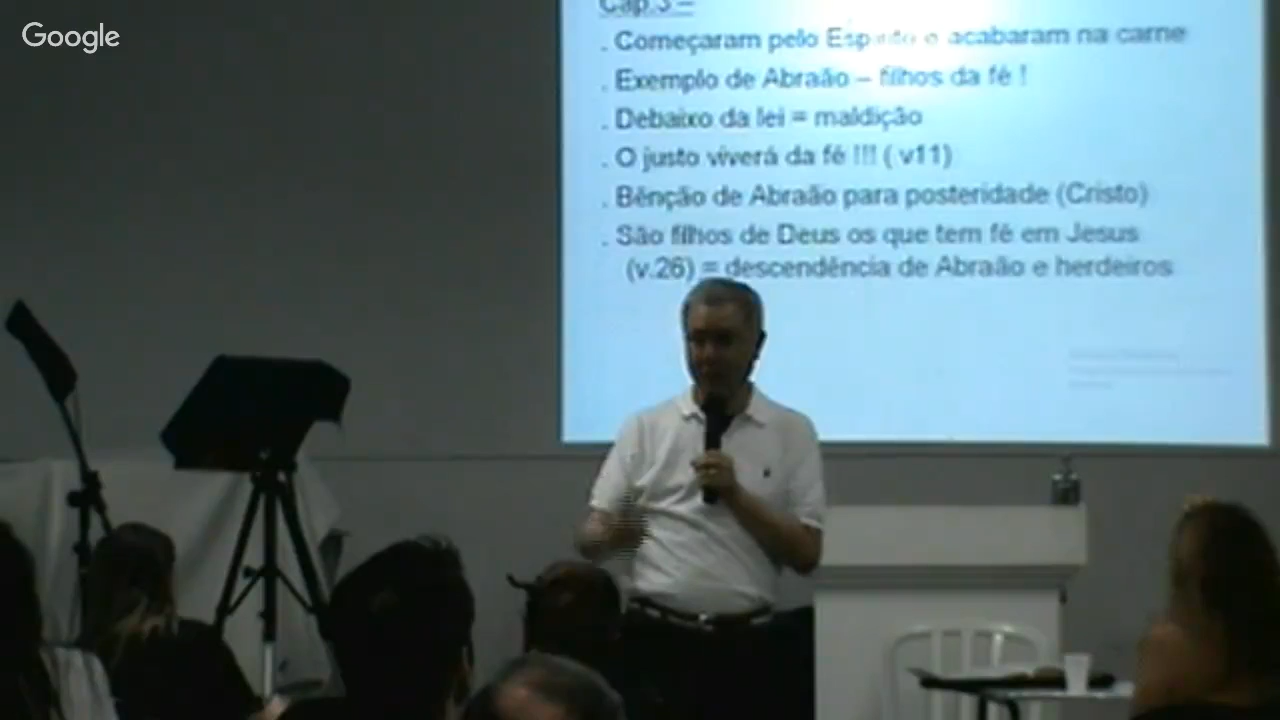 Google
Cap.3 –
. Começaram pelo Espírito e acabaram na carne
. Exemplo de Abraão – filhos da fé !
. Debaixo da lei = maldição
. O justo viverá da fé !!! ( v11)
. Bênção de Abraão para posteridade (Cristo)
. São filhos de Deus os que tem fé em Jesus
(v.26) = descendência de Abraão e herdeiros